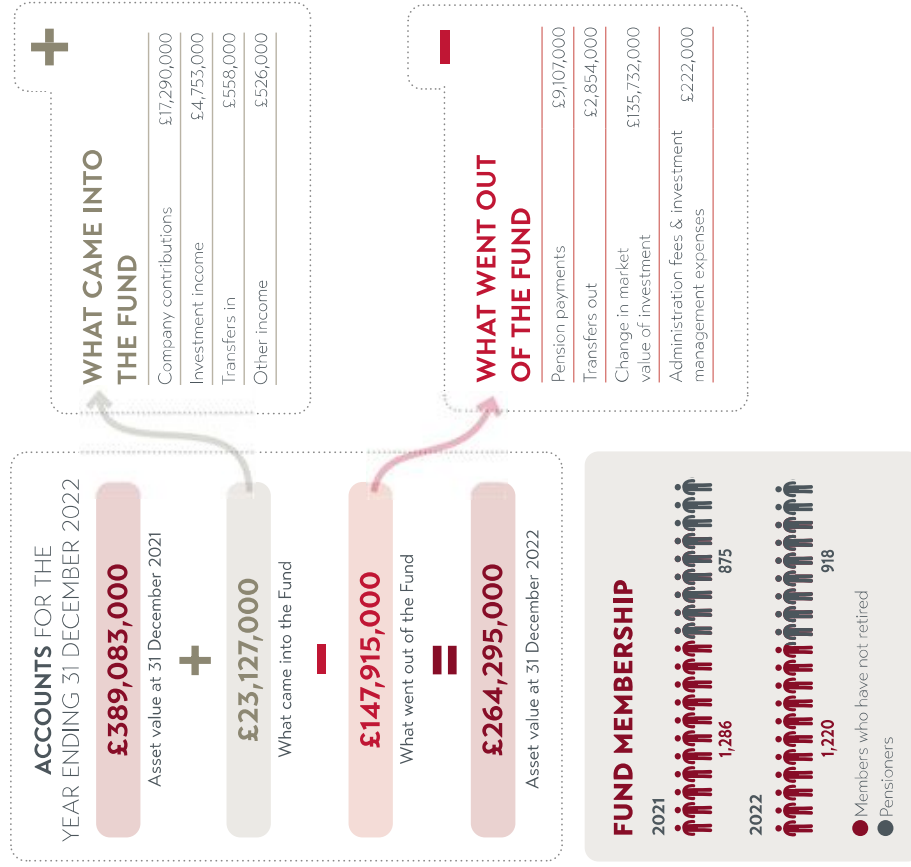 ACCOUNTS FOR THE
YEAR ENDING 31 DECEMBER 2022
£389,083,000
Asset value at 31 December 2021
+
£23,127,000
What came into the Fund
-
£147,915,000
What went out of the Fund
=
£264,295,000
Asset value at 31 December 2022
+
WHAT CAME INTO
THE FUND
Company contributions £17,290,000
Investment income £4,753,000
Transfers in £558,000
Other income £526,000
-
WHAT WENT OUT
OF THE FUND
Pension payments £9,107,000
Transfers out £2,854,000
Change in market £135,732,000
value of investment
Administration fees & investment £222,000
management expenses
FUND MEMBERSHIP
2021
1,286 875
2022
1,220 918
Members who have not retired
Pensioners